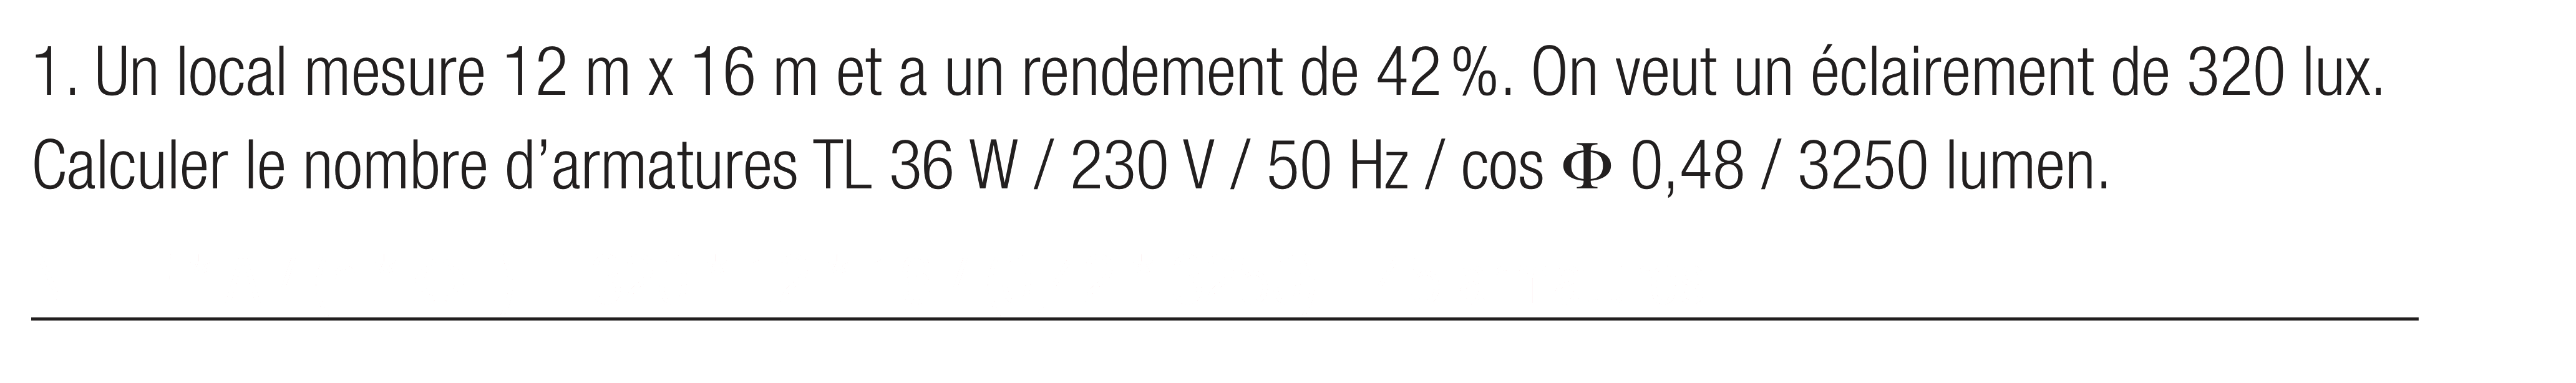 1. Un local mesure 12 m x 16 m et a un rendement de 42 %. On veut un éclairement de 320 lux.
Calculer le nombre d’armatures TL 36 W / 230 V / 50 Hz / cos Φ 0,48 / 3250 lumen.